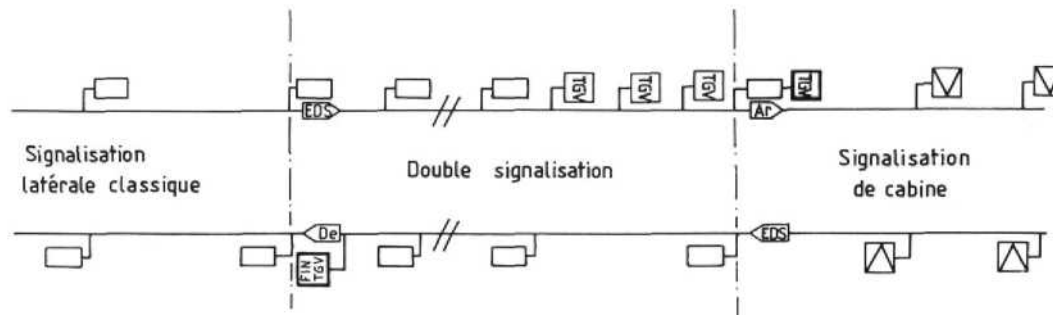 EDS
TGV
TGV
TGV
TGV
Ar
Signalisation
latérale classique
Double signalisation
Signalisation
de cabine
De
FIN
TGV
EDS